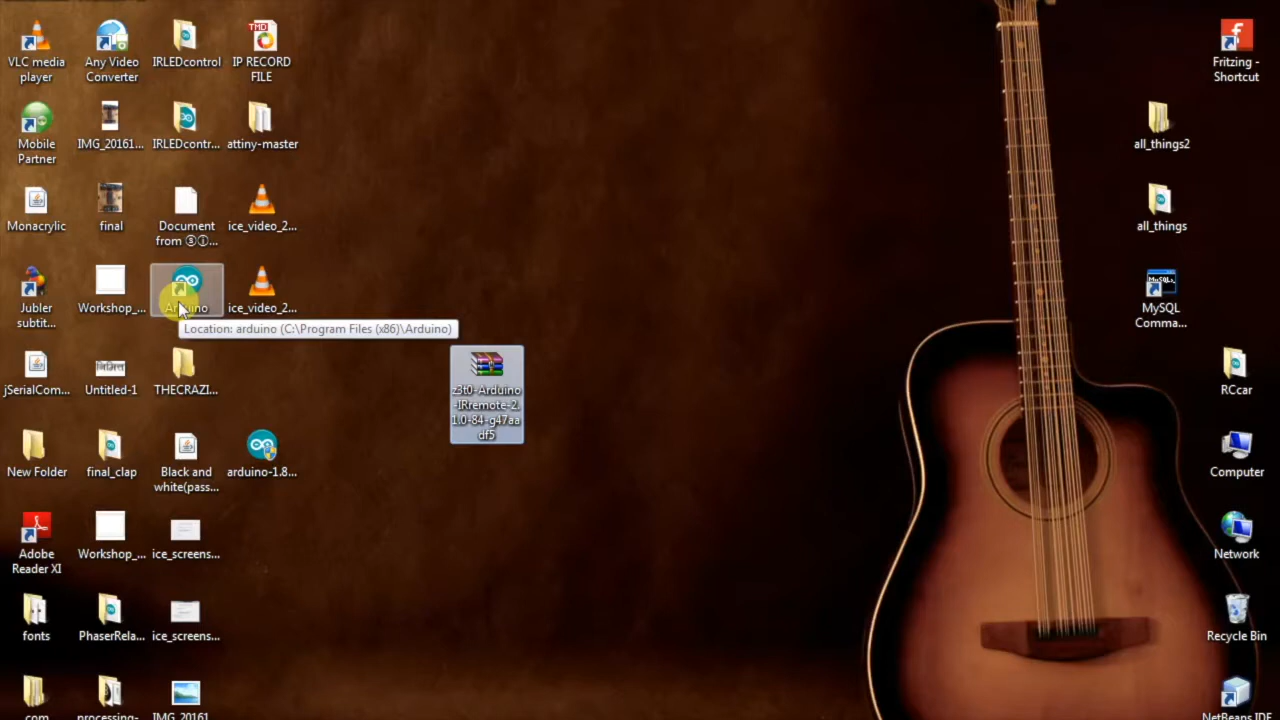 VLC media
player
Any Video
Converter
IRLEDcontrol
IP RECORD
FILE
TMD
Fritzing -
Shortcut
Mobile
Partner
IMG_20161...
IRLEDcontr...
attiny-master
all_things2
Monacrylic
final
Document
ice_video_2...
all_things
Jubler
subtit...
Workshop_...
Arduino
ice_video_2...
MySQL
Comma...
Location: arduino (C:\Program Files (x86)\Arduino)
jSerialCom...
Untitled-1
THECRAZI...
z3t0-Arduino
-IRremote-2.
1.0-84-g47aa
df5
RCcar
New Folder
final_clap
Black and
white(pass...
arduino-1.8...
Computer
Adobe
Reader XI
Workshop_...
ice_screens...
Network
fonts
PhaserRela...
ice_screens...
Recycle Bin
com
processing-
IMG_20161
NetBeans IDE